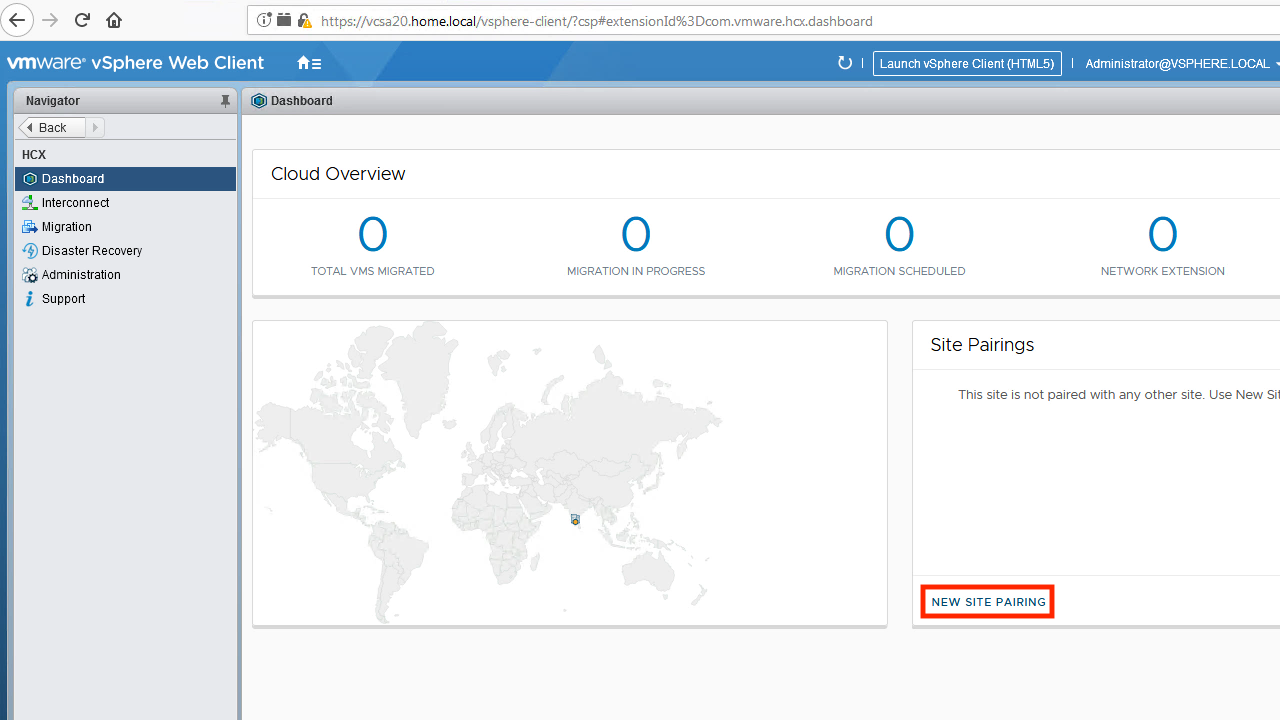 https://vcsa20.home.local/vsphere-client/?csp#extensionId%3Dcom.vmware.hcx.dashboard
vmware® vSphere Web Client
Launch vSphere Client (HTML5)
Administrator@VSPHERE.LOCAL
Navigator
Dashboard
Back
HCX
Dashboard
Interconnect
Migration
Disaster Recovery
Administration
Support
Cloud Overview
0
0
0
0
TOTAL VMS MIGRATED
MIGRATION IN PROGRESS
MIGRATION SCHEDULED
NETWORK EXTENSION
Site Pairings
This site is not paired with any other site. Use New Sit
NEW SITE PAIRING